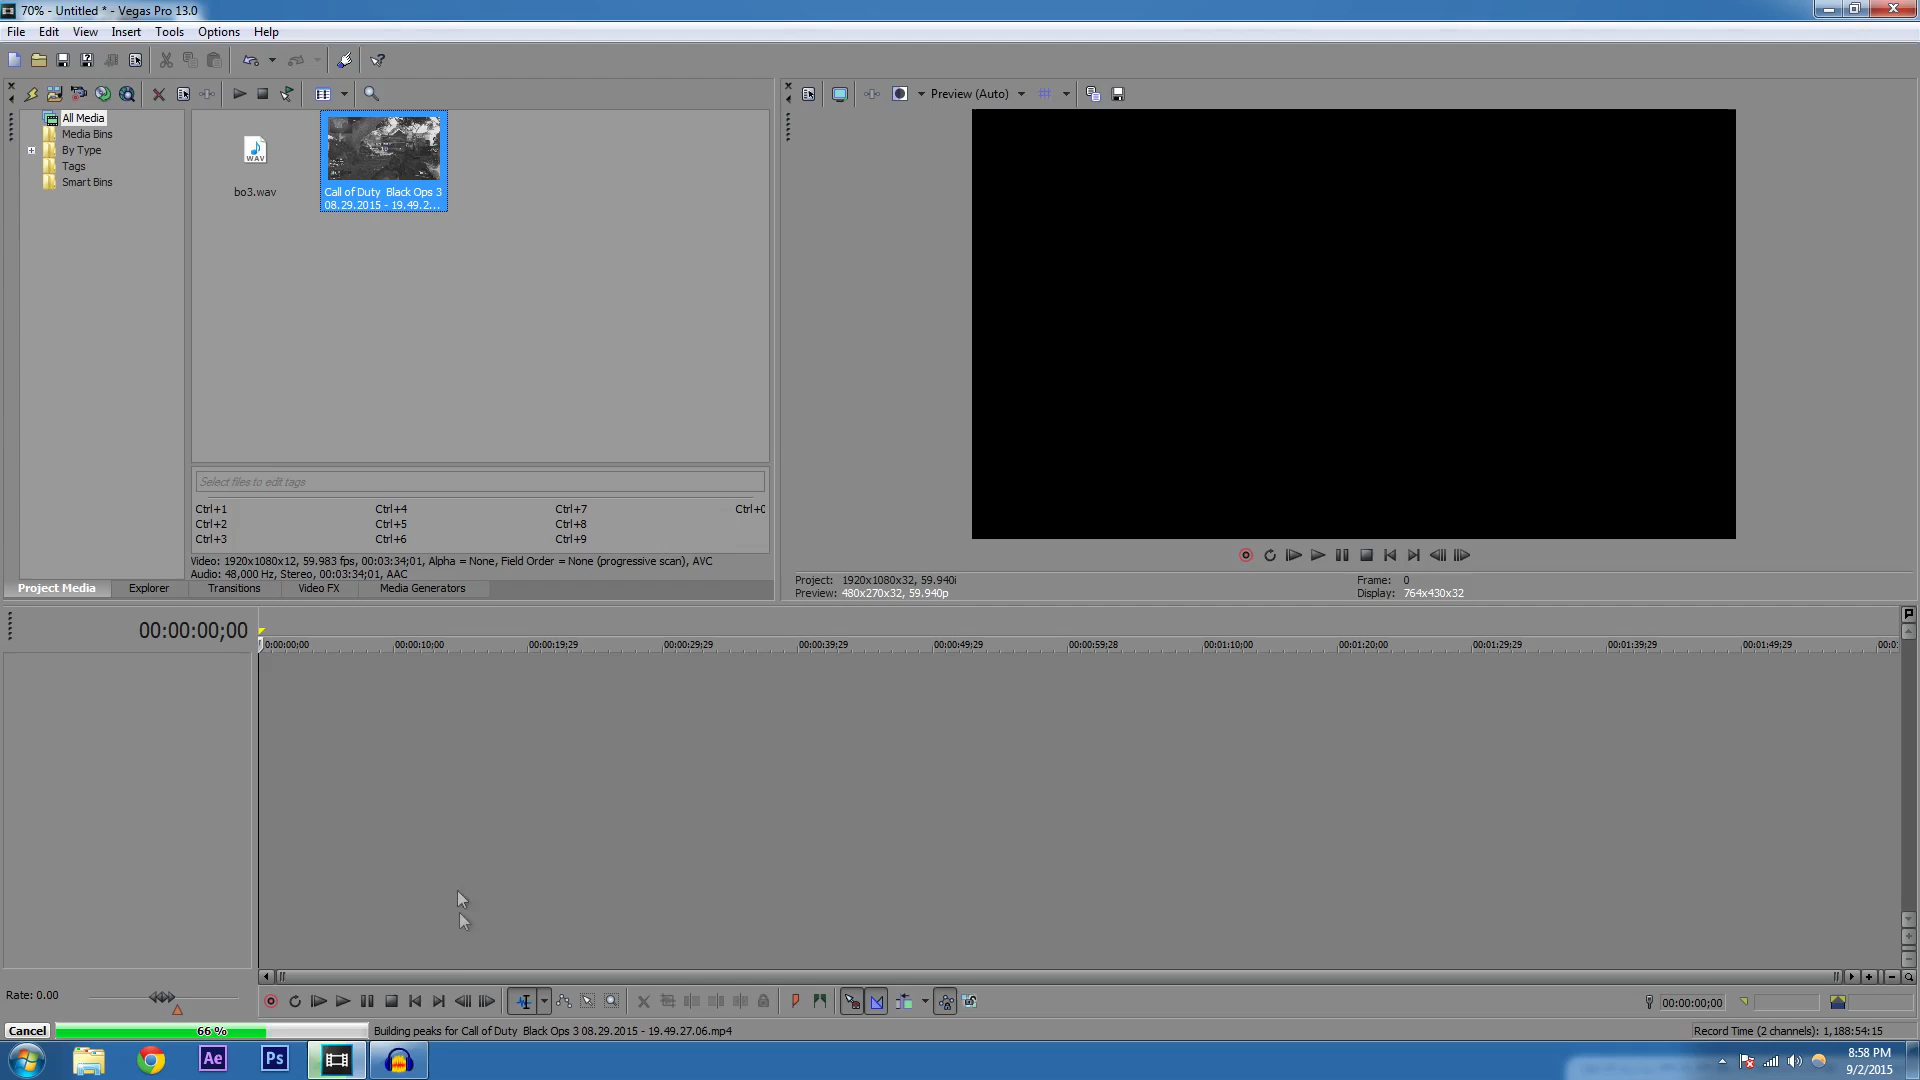 70% - Untitled * - Vegas Pro 13.0
File Edit View Insert Tools Options Help
Preview (Auto)
All Media
Media Bins
By Type
Tags
Smart Bins
WAV
bo3.wav
Call of Duty Black Ops 3
08.29.2015 - 19.49.2...
Select files to edit tags
Ctrl+1 Ctrl+4 Ctrl+7 Ctrl+0
Ctrl+2 Ctrl+5 Ctrl+8
Ctrl+3 Ctrl+6 Ctrl+9
Video: 1920x1080x12, 59.983 fps, 00:03:34;01, Alpha = None, Field Order = None (progressive scan), AVC
Audio: 48,000 Hz, Stereo, 00:03:34;01, AAC
Project Media Explorer Transitions Video FX Media Generators
Project: 1920x1080x32, 59.940i Frame: 0
Preview: 480x270x32, 59.940p Display: 764x430x32
00:00:00;00
0:00:00;00 00:00:10;00 00:00:19;29 00:00:29;29 00:00:39;29 00:00:49;29 00:00:59;28 00:01:10;00 00:01:20;00 00:01:29;29 00:01:39;29 00:01:49;29 00:0
Rate: 0.00
00:00:00;00
Cancel 66 % Building peaks for Call of Duty Black Ops 3 08.29.2015 - 19.49.27.06.mp4 Record Time (2 channels): 1,188:54:15
Ae Ps
8:58 PM
9/2/2015